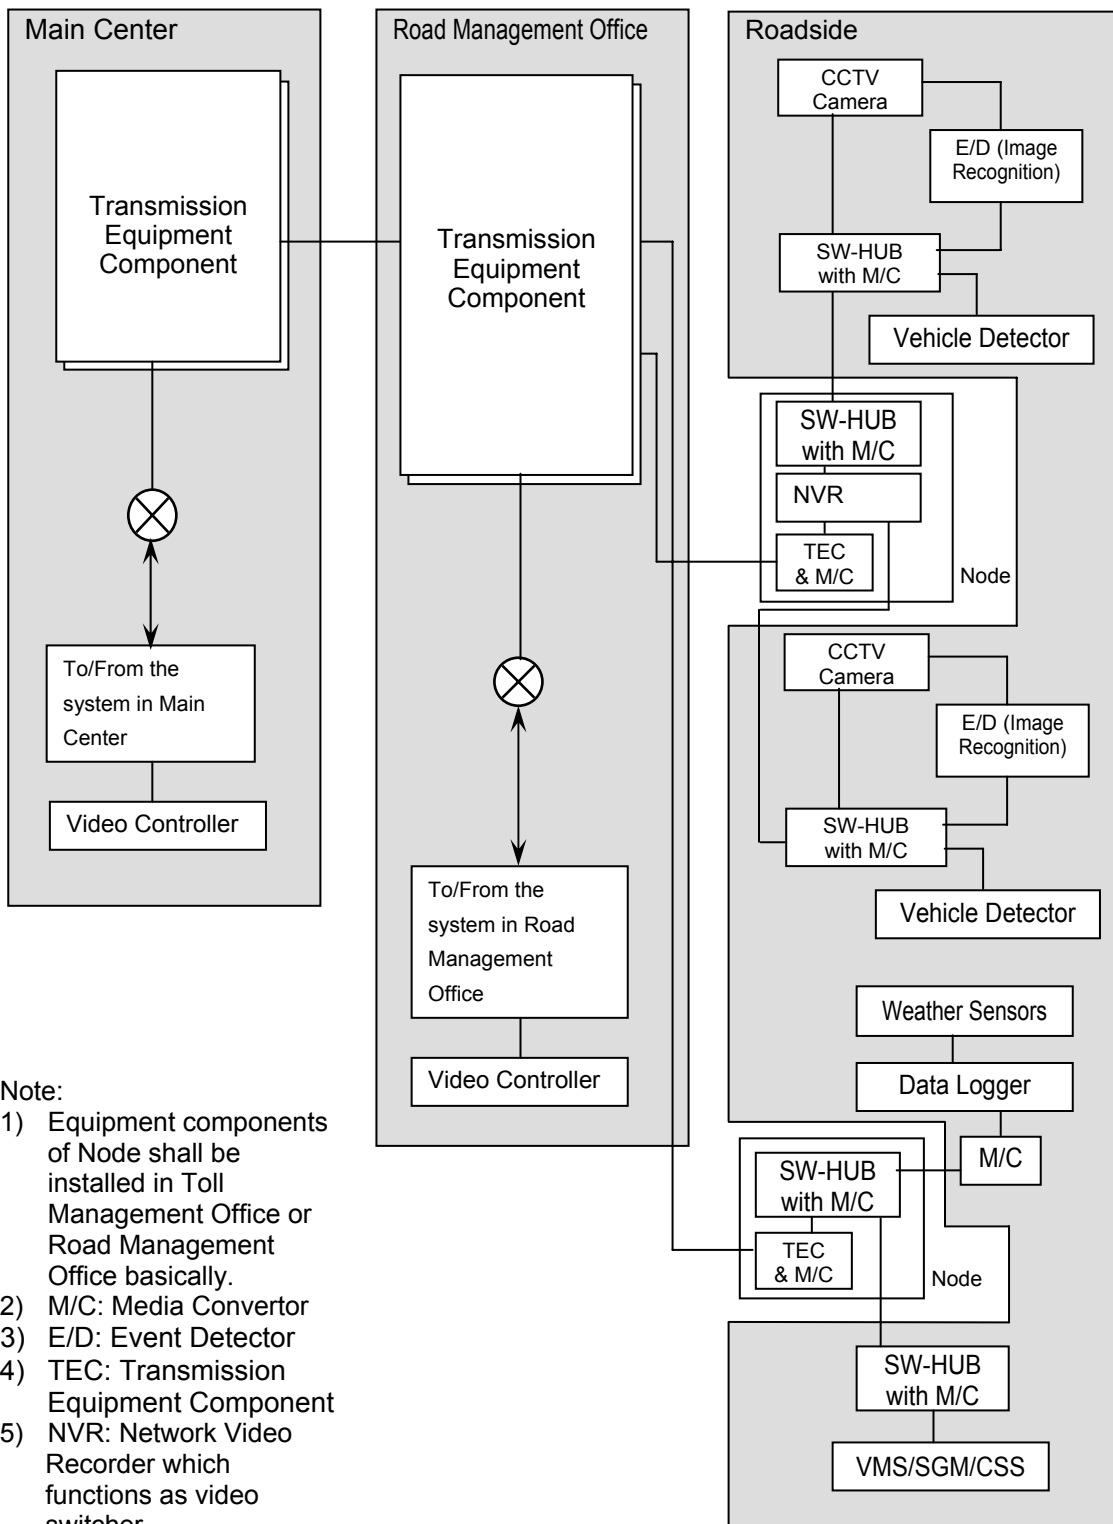 Main Center
Transmission
Equipment
Component
To/From the
system in Main
Center
Video Controller
Road Management Office
Transmission
Equipment
Component
To/From the
system in Road
Management
Office
Video Controller
Roadside
CCTV
Camera
E/D (Image
Recognition)
SW-HUB
with M/C
Vehicle Detector
SW-HUB
with M/C
NVR
TEC
& M/C
Node
CCTV
Camera
E/D (Image
Recognition)
SW-HUB
with M/C
Vehicle Detector
Weather Sensors
Data Logger
M/C
SW-HUB
with M/C
TEC
& M/C
Node
SW-HUB
with M/C
VMS/SGM/CSS
Note:
1) Equipment components
of Node shall be
installed in Toll
Management Office or
Road Management
Office basically.
2) M/C: Media Convertor
3) E/D: Event Detector
4) TEC: Transmission
Equipment Component
5) NVR: Network Video
Recorder which
functions as video
switcher